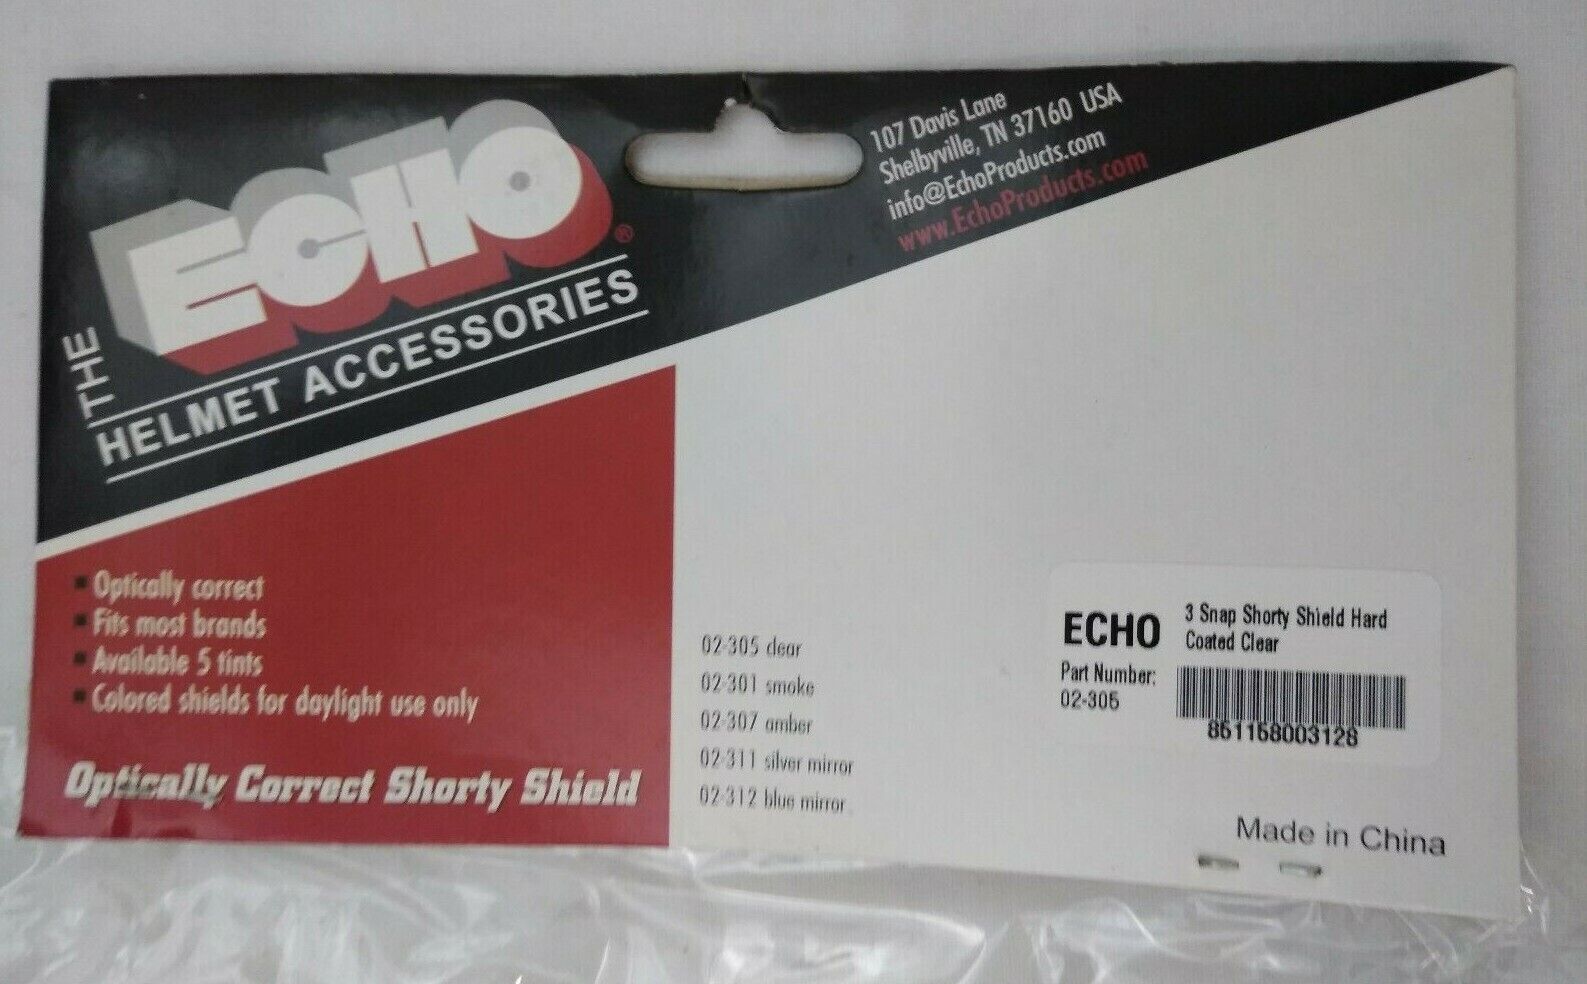 THE
ECHO®
HELMET ACCESSORIES
107 Davis Lane
Shelbyville, TN 37160 USA
info@EchoProducts.com
www.EchoProducts.com
▪ Optically correct
▪ Fits most brands
▪ Available 5 tints
▪ Colored shields for daylight use only
Optically Correct Shorty Shield
02-305 clear
02-301 smoke
02-307 amber
02-311 silver mirror
02-312 blue mirror
ECHO
3 Snap Shorty Shield Hard
Coated Clear
Part Number:
02-305
851158003128
Made in China